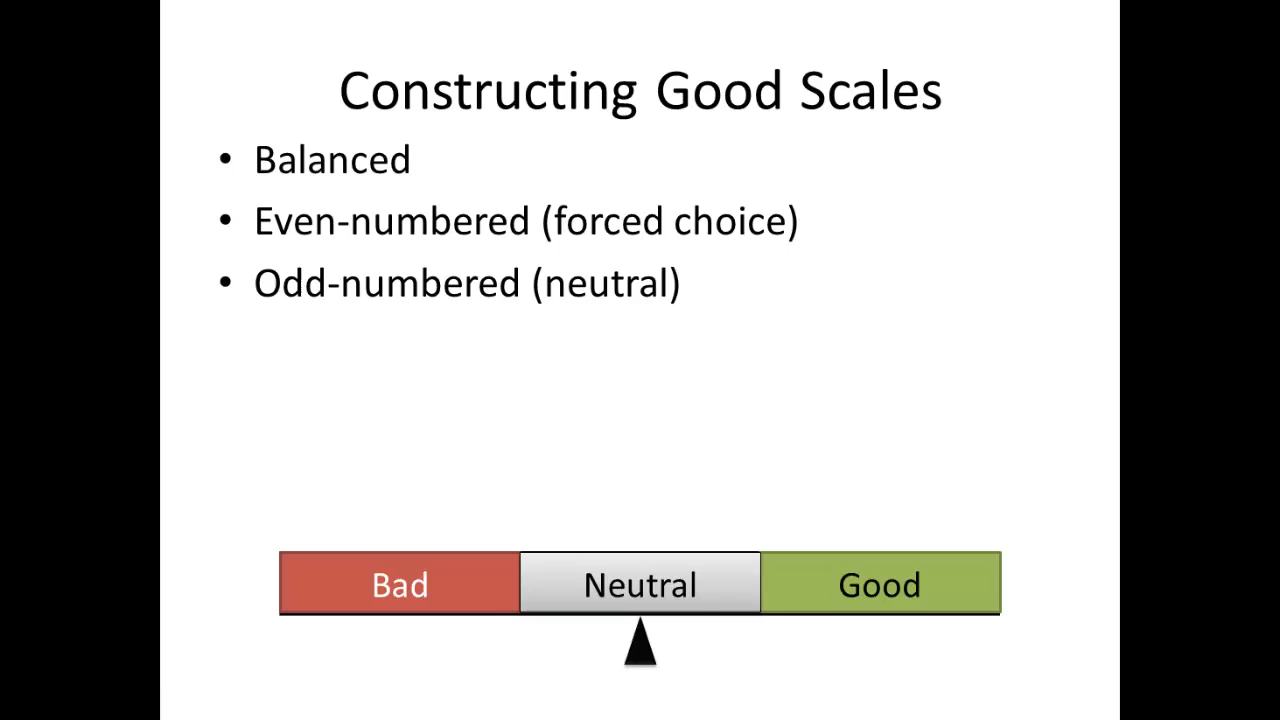 Constructing Good Scales
• Balanced
• Even-numbered (forced choice)
• Odd-numbered (neutral)
Bad Neutral Good